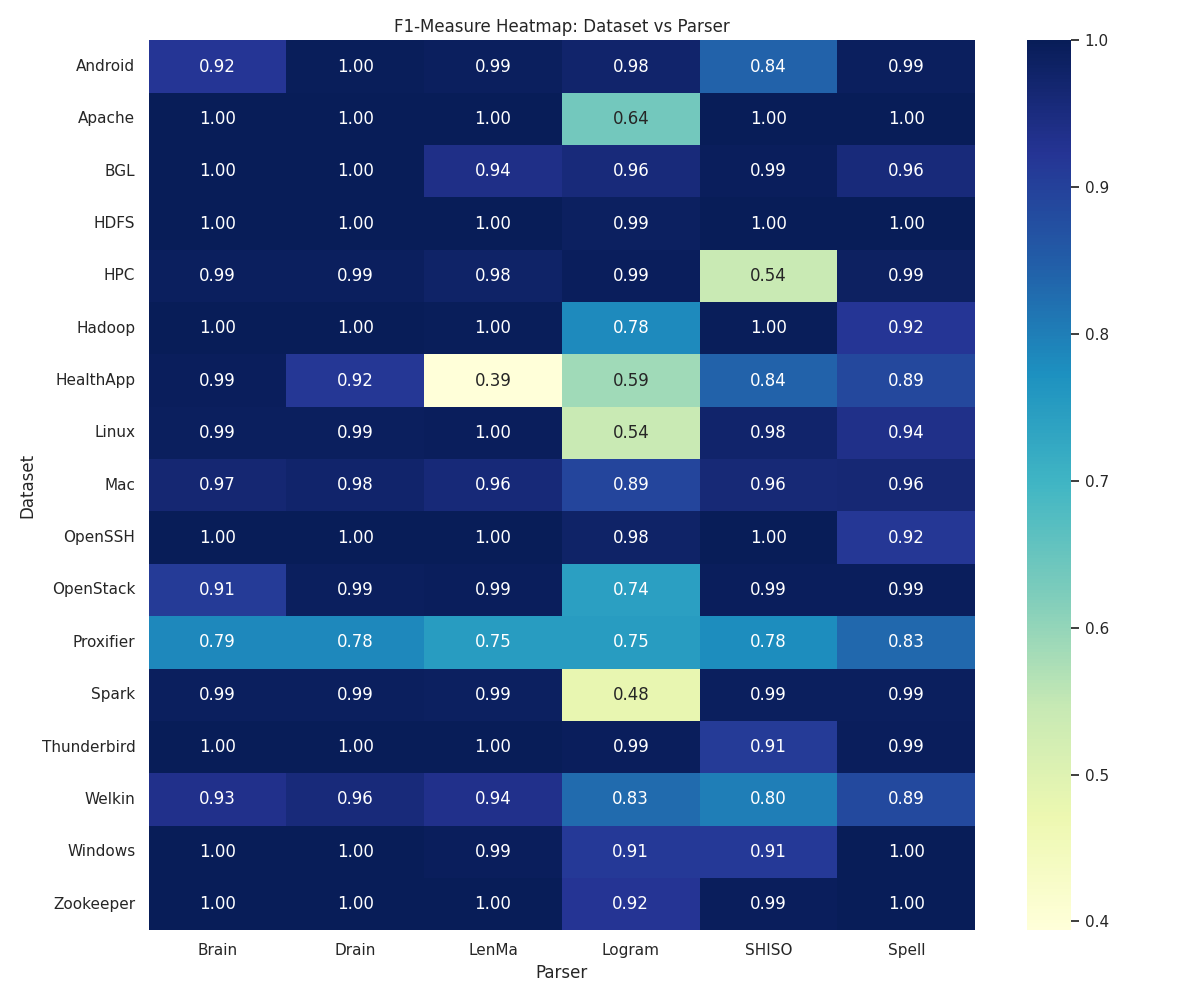 F1-Measure Heatmap: Dataset vs Parser
Android 0.92 1.00 0.99 0.98 0.84 0.99
Apache 1.00 1.00 1.00 0.64 1.00 1.00
BGL 1.00 1.00 0.94 0.96 0.99 0.96
HDFS 1.00 1.00 1.00 0.99 1.00 1.00
HPC 0.99 0.99 0.98 0.99 0.54 0.99
Hadoop 1.00 1.00 1.00 0.78 1.00 0.92
HealthApp 0.99 0.92 0.39 0.59 0.84 0.89
Linux 0.99 0.99 1.00 0.54 0.98 0.94
Mac 0.97 0.98 0.96 0.89 0.96 0.96
OpenSSH 1.00 1.00 1.00 0.98 1.00 0.92
OpenStack 0.91 0.99 0.99 0.74 0.99 0.99
Proxifier 0.79 0.78 0.75 0.75 0.78 0.83
Spark 0.99 0.99 0.99 0.48 0.99 0.99
Thunderbird 1.00 1.00 1.00 0.99 0.91 0.99
Welkin 0.93 0.96 0.94 0.83 0.80 0.89
Windows 1.00 1.00 0.99 0.91 0.91 1.00
Zookeeper 1.00 1.00 1.00 0.92 0.99 1.00
Brain Drain LenMa Logram SHISO Spell
Parser
Dataset
1.0
0.9
0.8
0.7
0.6
0.5
0.4